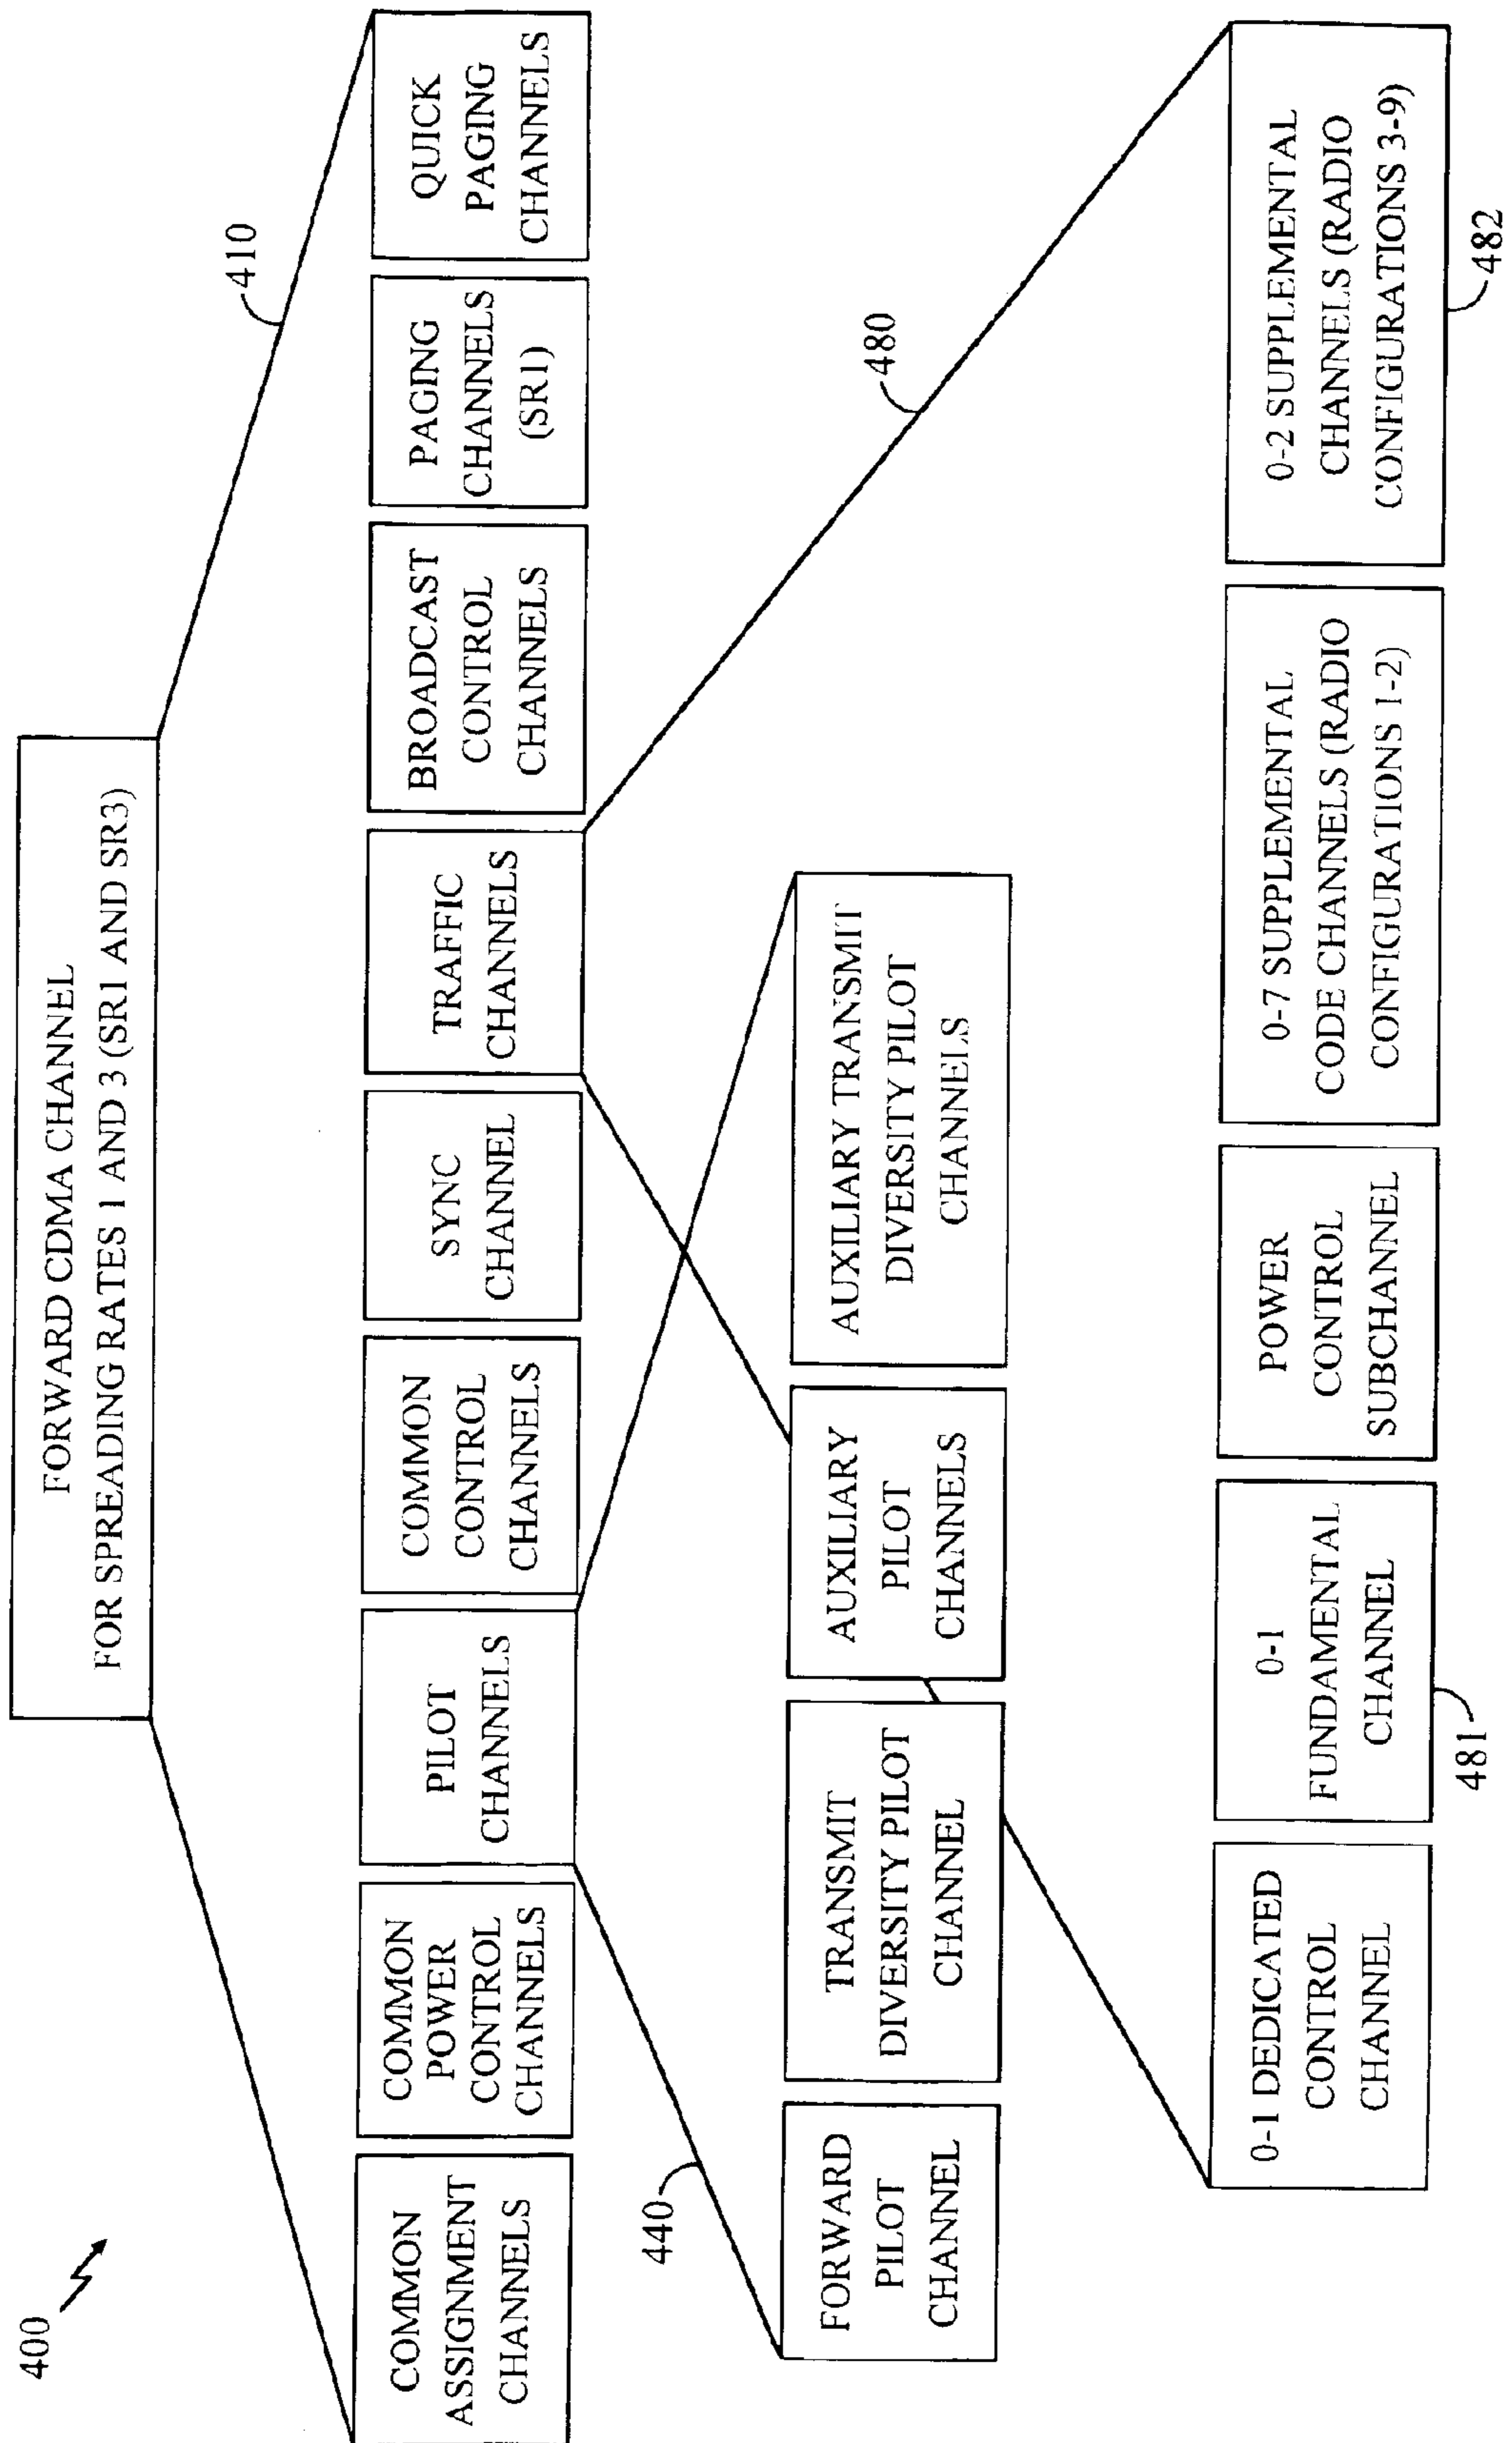 400
FORWARD CDMA CHANNEL
FOR SPREADING RATES 1 AND 3 (SR1 AND SR3)
410
COMMON
ASSIGNMENT
CHANNELS
COMMON
POWER
CONTROL
CHANNELS
PILOT
CHANNELS
COMMON
CONTROL
CHANNELS
SYNC
CHANNEL
TRAFFIC
CHANNELS
BROADCAST
CONTROL
CHANNELS
PAGING
CHANNELS
(SR1)
QUICK
PAGING
CHANNELS
440
480
FORWARD
PILOT
CHANNEL
TRANSMIT
DIVERSITY PILOT
CHANNEL
AUXILIARY
PILOT
CHANNELS
AUXILIARY TRANSMIT
DIVERSITY PILOT
CHANNELS
0-1 DEDICATED
CONTROL
CHANNEL
0-1
FUNDAMENTAL
CHANNEL
POWER
CONTROL
SUBCHANNEL
0-7 SUPPLEMENTAL
CODE CHANNELS (RADIO
CONFIGURATIONS 1-2)
0-2 SUPPLEMENTAL
CHANNELS (RADIO
CONFIGURATIONS 3-9)
481
482